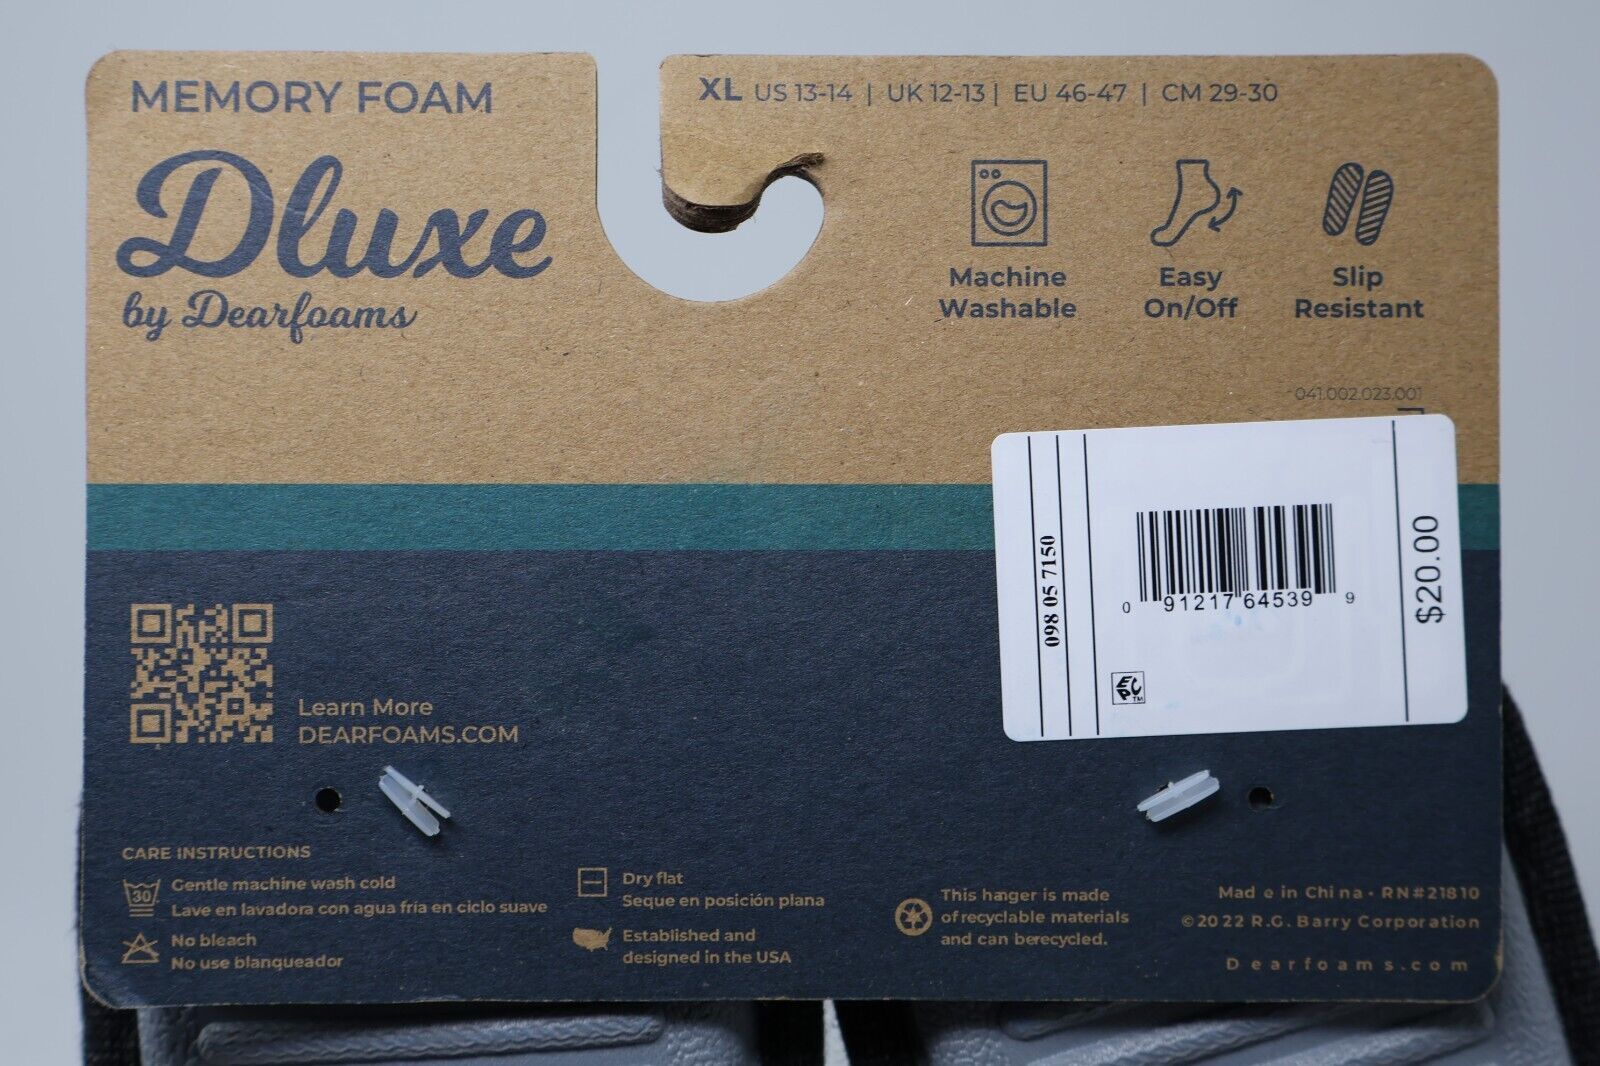 MEMORY FOAM
Dluxe
by Dearfoams
XL US 13-14 | UK 12-13 | EU 46-47 | CM 29-30
Machine
Washable
Easy
On/Off
Slip
Resistant
041.002.023.001
098 05 7150
0 91217 64539 9
$20.00
EPC TM
Learn More
DEARFOAMS.COM
CARE INSTRUCTIONS
30
Gentle machine wash cold
Lave en lavadora con agua fría en ciclo suave
No bleach
No use blanqueador
Dry flat
Seque en posición plana
Established and
designed in the USA
This hanger is made
of recyclable materials
and can berecycled.
Mad e in Chi na • RN#21810
©2022 R.G. Barry Corporation
Dearfoams.com